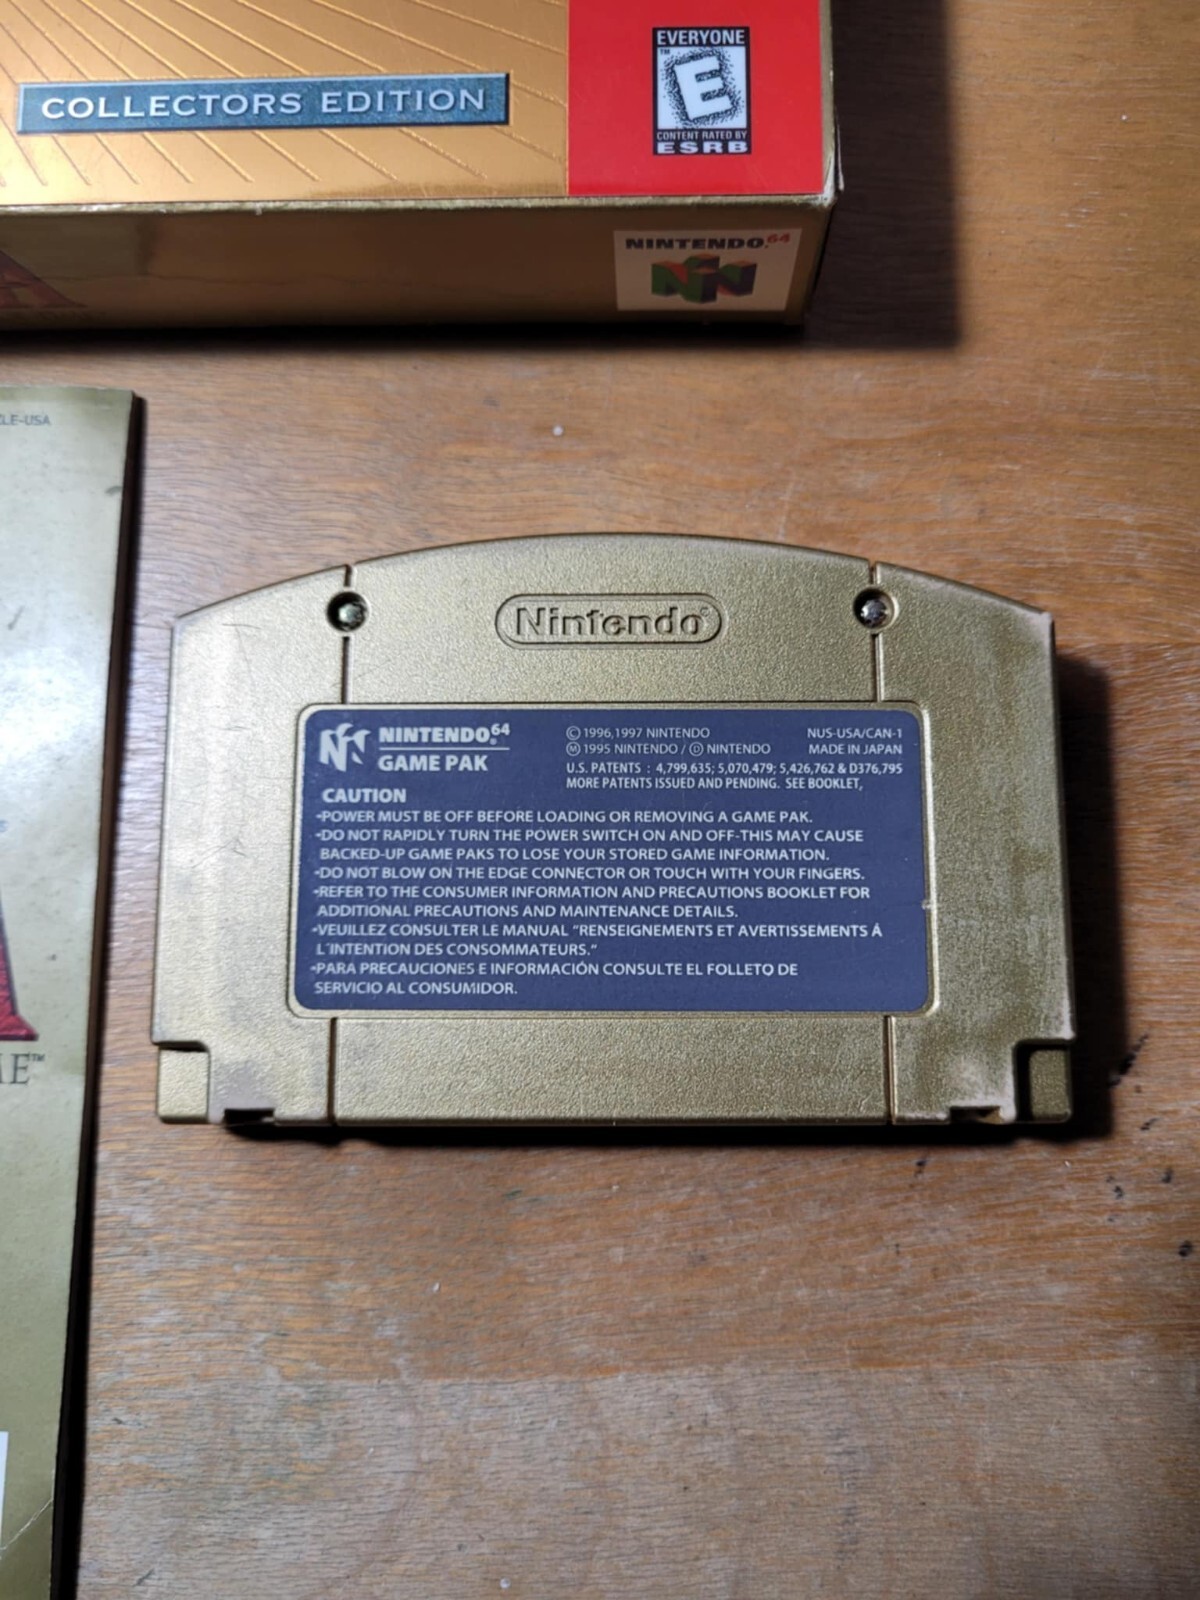 COLLECTORS EDITION
EVERYONE
™
E
CONTENT RATED BY
ESRB
NINTENDO 64
LE-USA
Nintendo®
NINTENDO®64
GAME PAK
© 1996,1997 NINTENDO
Ⓜ 1995 NINTENDO / Ⓓ NINTENDO
NUS-USA/CAN-1
MADE IN JAPAN
U.S. PATENTS : 4,799,635; 5,070,479; 5,426,762 & D376,795
MORE PATENTS ISSUED AND PENDING. SEE BOOKLET,
CAUTION
•POWER MUST BE OFF BEFORE LOADING OR REMOVING A GAME PAK.
•DO NOT RAPIDLY TURN THE POWER SWITCH ON AND OFF-THIS MAY CAUSE
BACKED-UP GAME PAKS TO LOSE YOUR STORED GAME INFORMATION.
•DO NOT BLOW ON THE EDGE CONNECTOR OR TOUCH WITH YOUR FINGERS.
•REFER TO THE CONSUMER INFORMATION AND PRECAUTIONS BOOKLET FOR
ADDITIONAL PRECAUTIONS AND MAINTENANCE DETAILS.
•VEUILLEZ CONSULTER LE MANUAL "RENSEIGNEMENTS ET AVERTISSEMENTS Á
L'INTENTION DES CONSOMMATEURS."
•PARA PRECAUCIONES E INFORMACIÓN CONSULTE EL FOLLETO DE
SERVICIO AL CONSUMIDOR.
ME™